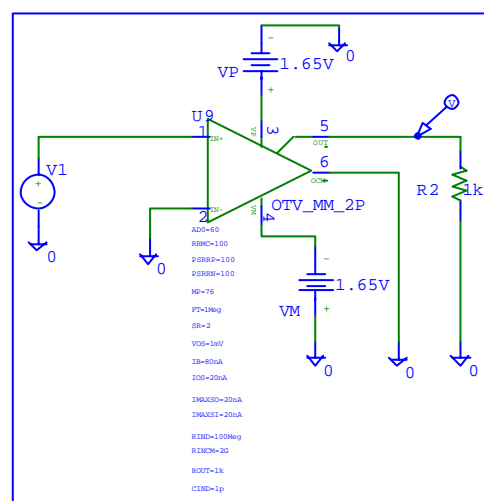 -
0
VP
1.65V
+
U9
1
IN+
3
VP
5
OUT
V
V1
+
-
6
OCM
R2
1k
2
IN-
VM
4
OTV_MM_2P
0
0
AD0=60
RRMC=100
PSRRP=100
PSRRN=100
MP=76
FT=1Meg
SR=2
VOS=1mV
IB=80nA
IOS=20nA
IMAXSO=20nA
IMAXSI=20nA
RIND=100Meg
RINCM=2G
ROUT=1k
CIND=1p
-
1.65V
VM
+
0
0
0